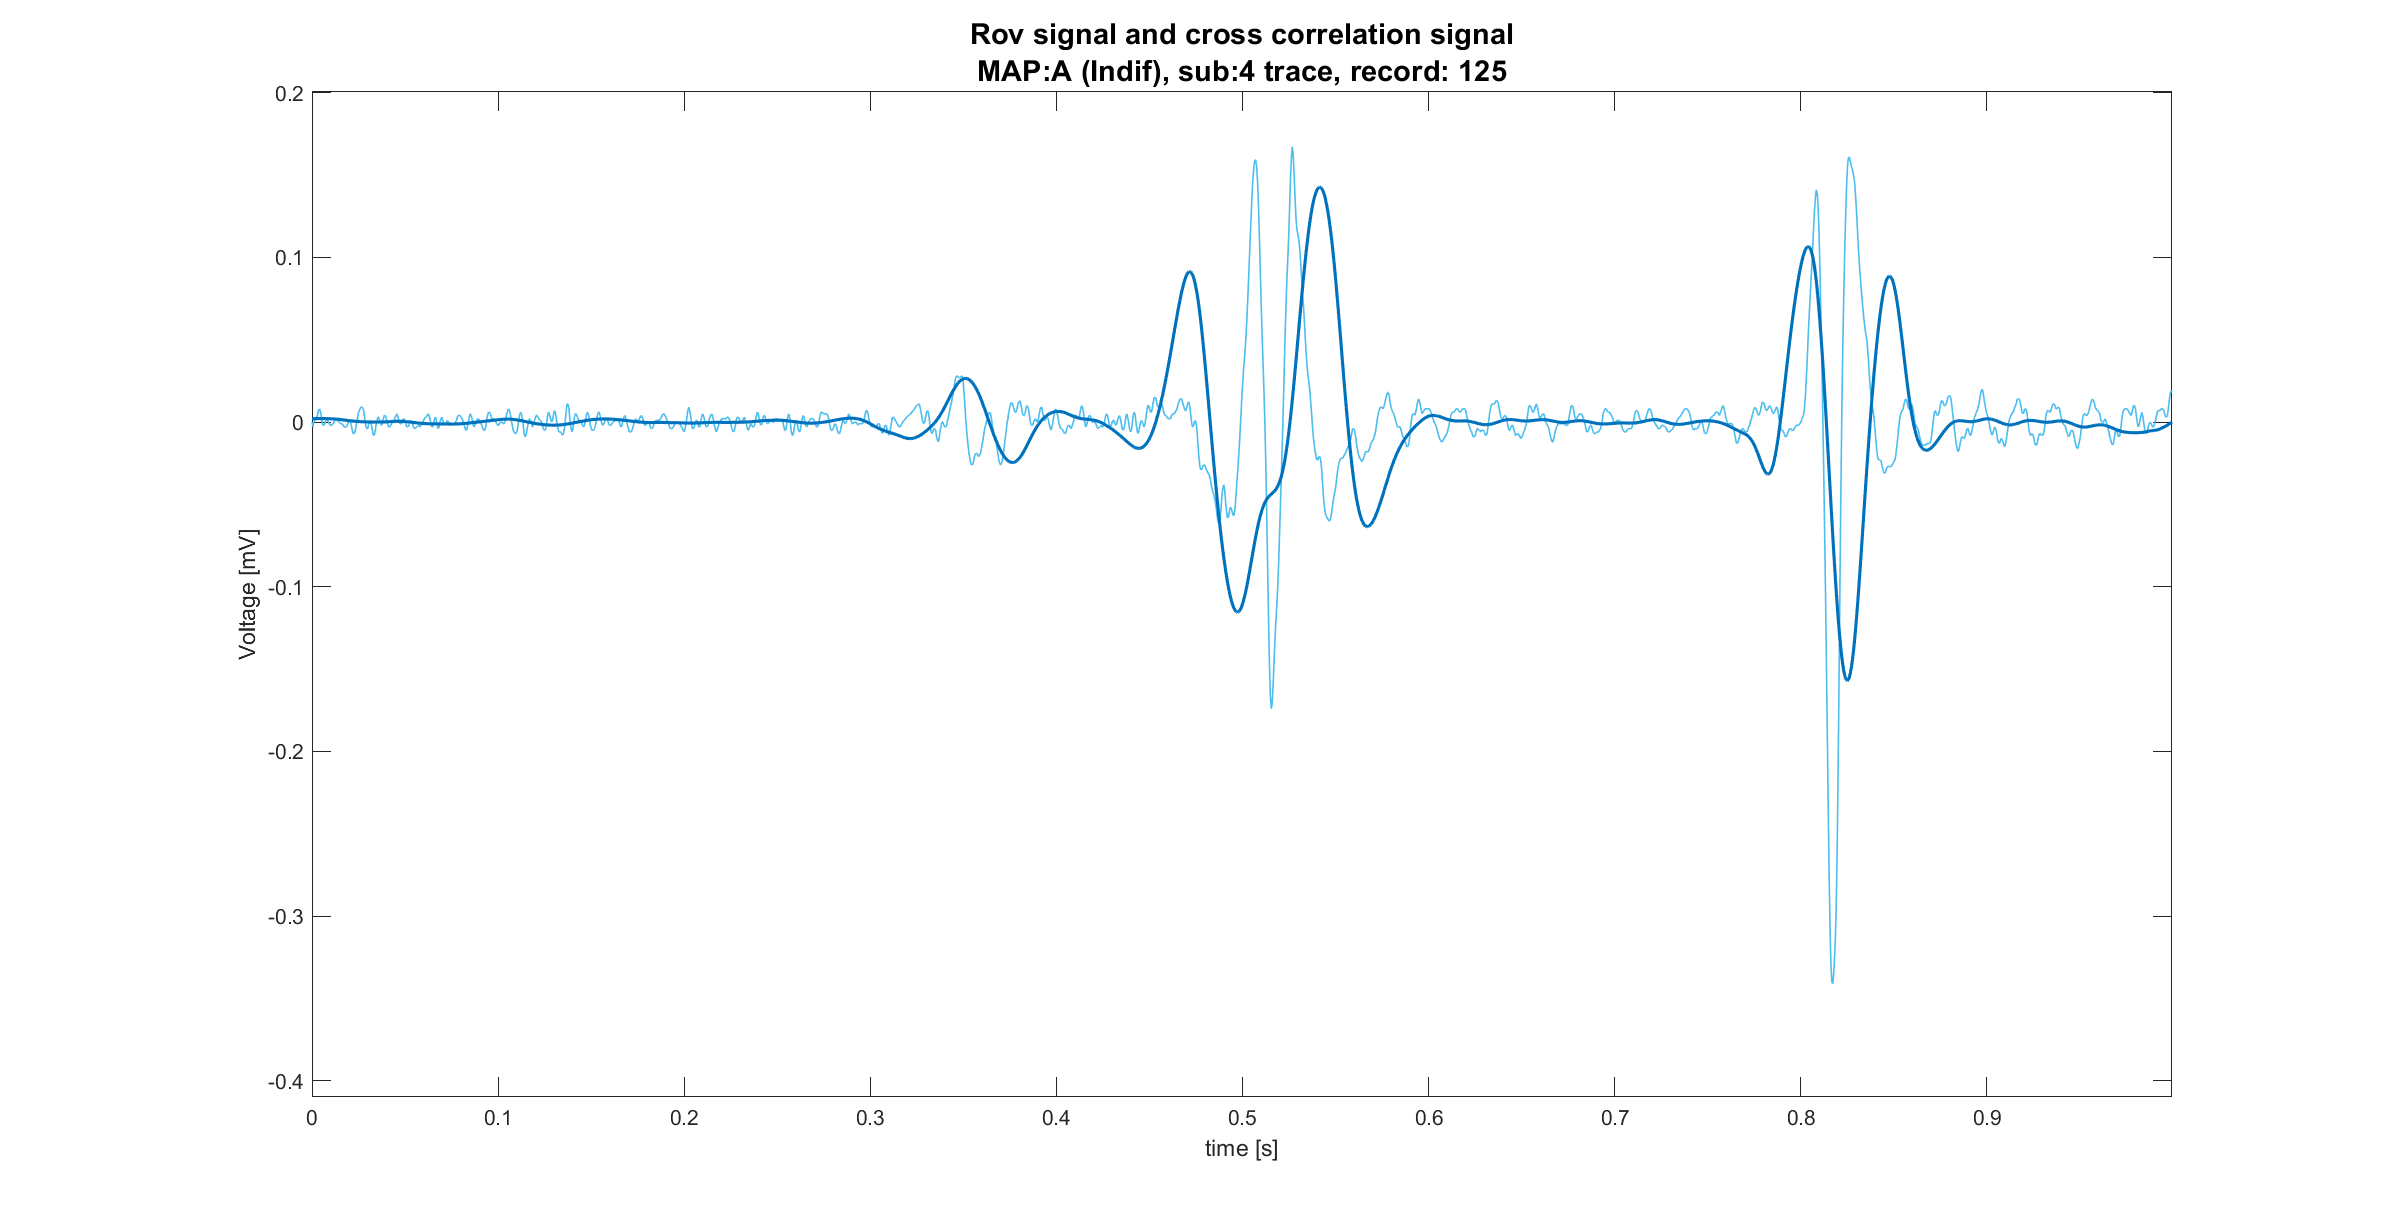 Rov signal and cross correlation signal
MAP:A (Indif), sub:4 trace, record: 125
0.2
0.1
0
-0.1
-0.2
-0.3
-0.4
Voltage [mV]
0 0.1 0.2 0.3 0.4 0.5 0.6 0.7 0.8 0.9
time [s]